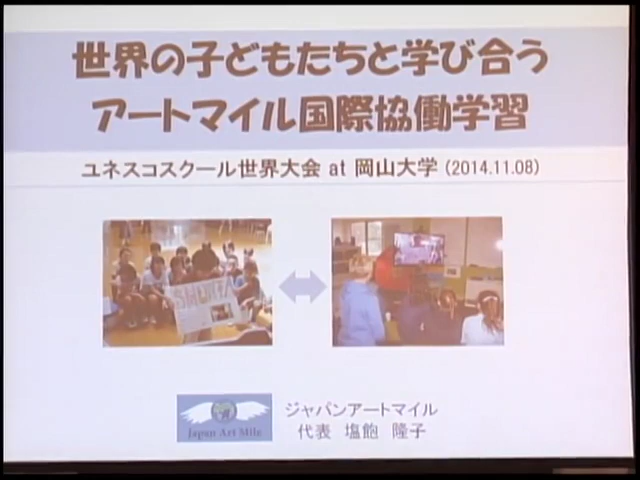 世界の子どもたちと学び合う
アートマイル国際協働学習
ユネスコスクール世界大会 at 岡山大学 (2014.11.08)
ジャパンアートマイル
Japan Art Mile
代表 塩飽 隆子